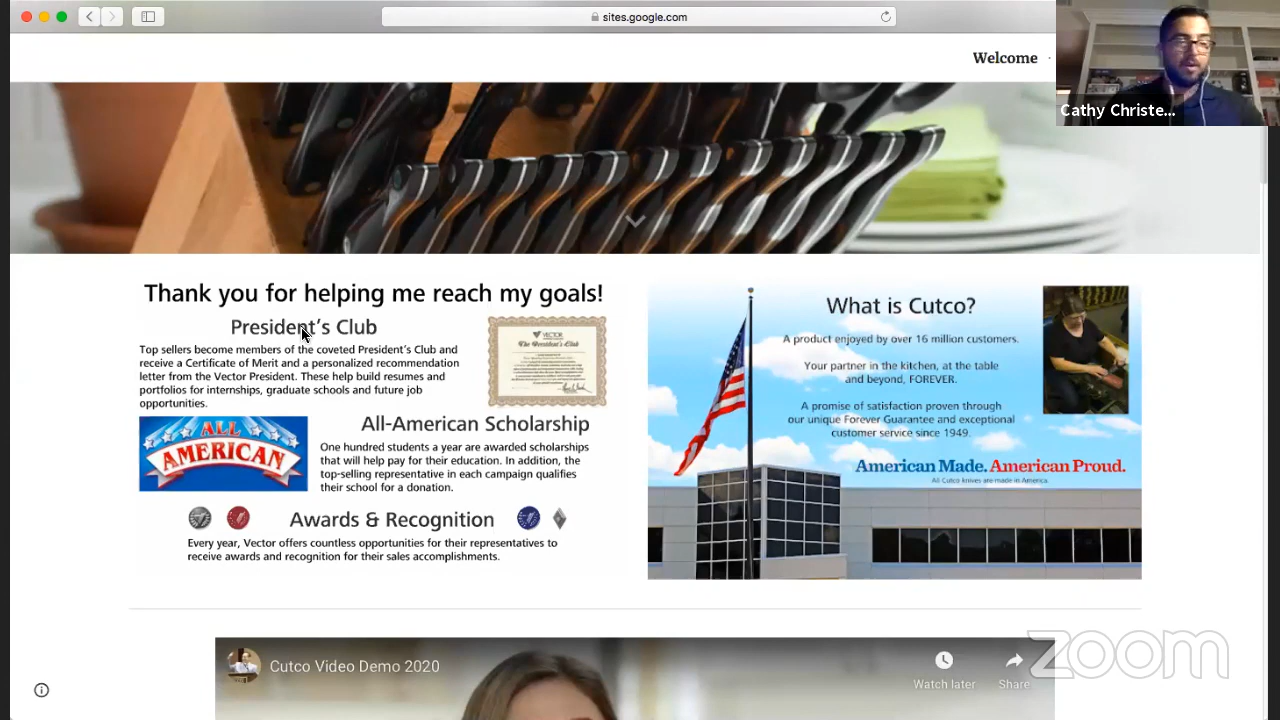 sites.google.com
Welcome
Cathy Christe...
Thank you for helping me reach my goals!
President's Club
Top sellers become members of the coveted President's Club and
receive a Certificate of Merit and a personalized recommendation
letter from the Vector President. These help build resumes and
portfolios for internships, graduate schools and future job
opportunities.
VECTOR
The President's Club
ALL
AMERICAN
All-American Scholarship
One hundred students a year are awarded scholarships
that will help pay for their education. In addition, the
top-selling representative in each campaign qualifies
their school for a donation.
Awards & Recognition
Every year, Vector offers countless opportunities for their representatives to
receive awards and recognition for their sales accomplishments.
What is Cutco?
A product enjoyed by over 16 million customers.
Your partner in the kitchen, at the table
and beyond, FOREVER.
A promise of satisfaction proven through
our unique Forever Guarantee and exceptional
customer service since 1949.
American Made. American Proud.
All Cutco knives are made in America.
Cutco Video Demo 2020
Watch later
Share
zoom